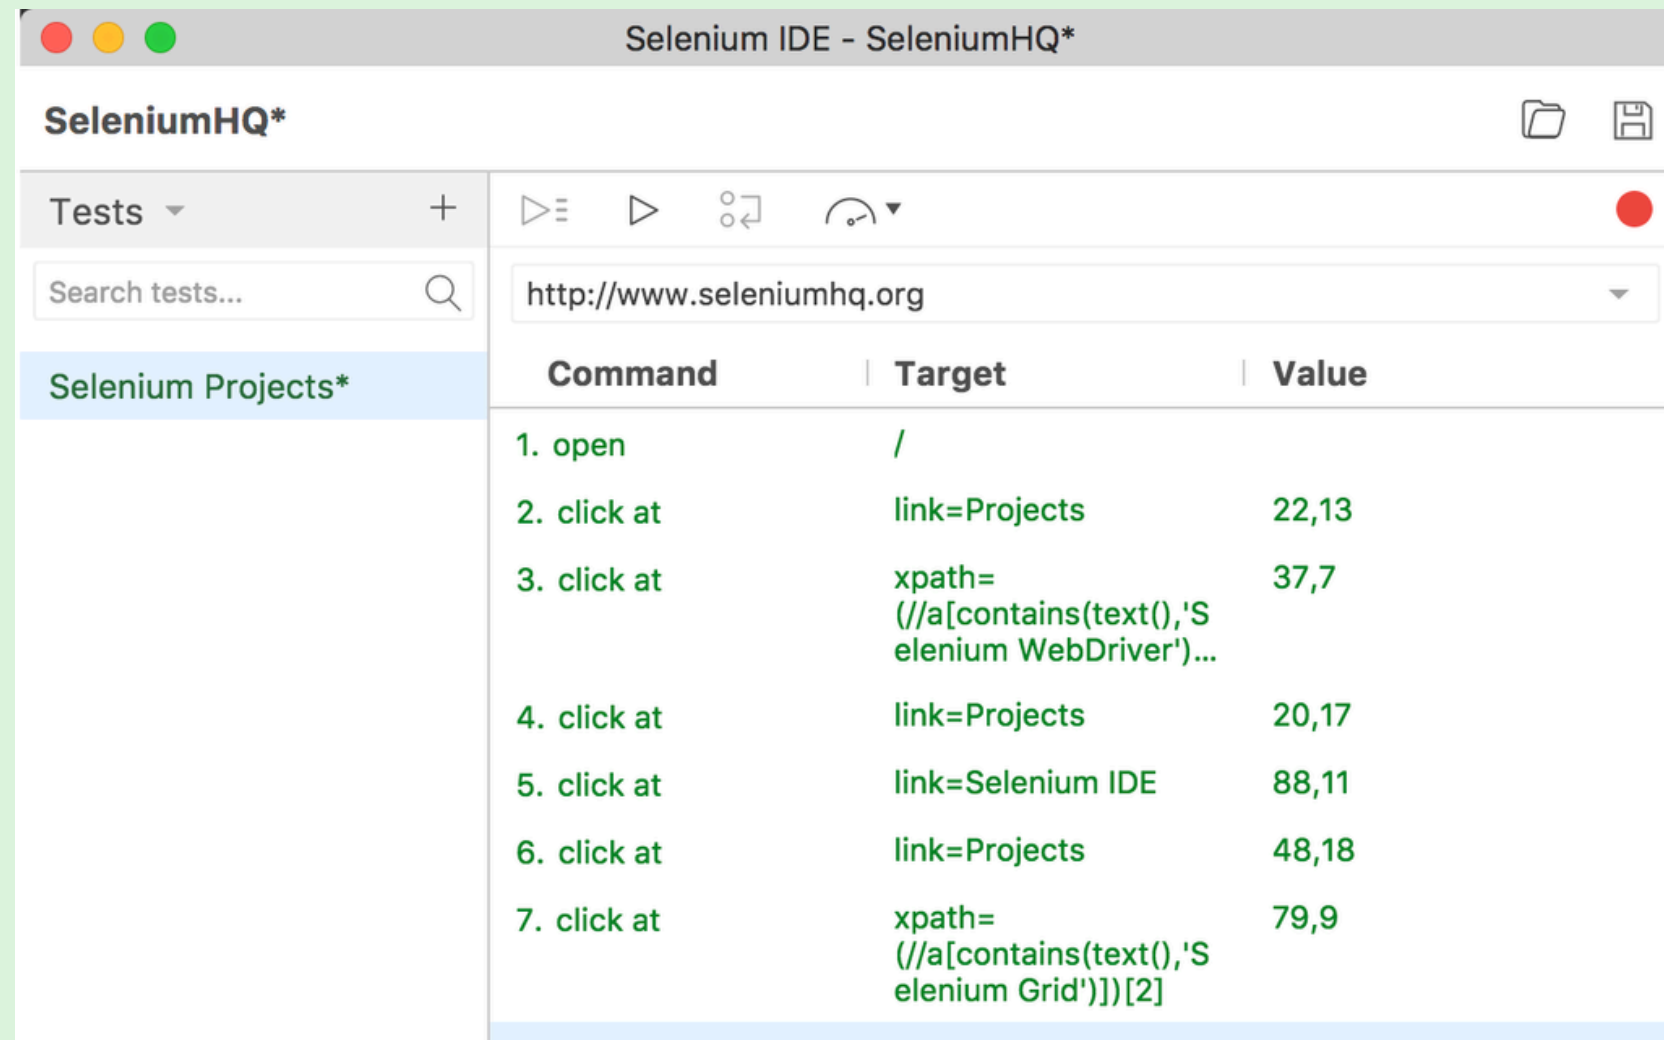 Selenium IDE - SeleniumHQ*
SeleniumHQ*
Tests
Search tests...
http://www.seleniumhq.org
Selenium Projects*
Command Target Value
1. open /
2. click at link=Projects 22,13
3. click at xpath= 37,7
(//a[contains(text(),'S
elenium WebDriver')...
4. click at link=Projects 20,17
5. click at link=Selenium IDE 88,11
6. click at link=Projects 48,18
7. click at xpath= 79,9
(//a[contains(text(),'S
elenium Grid')])[2]